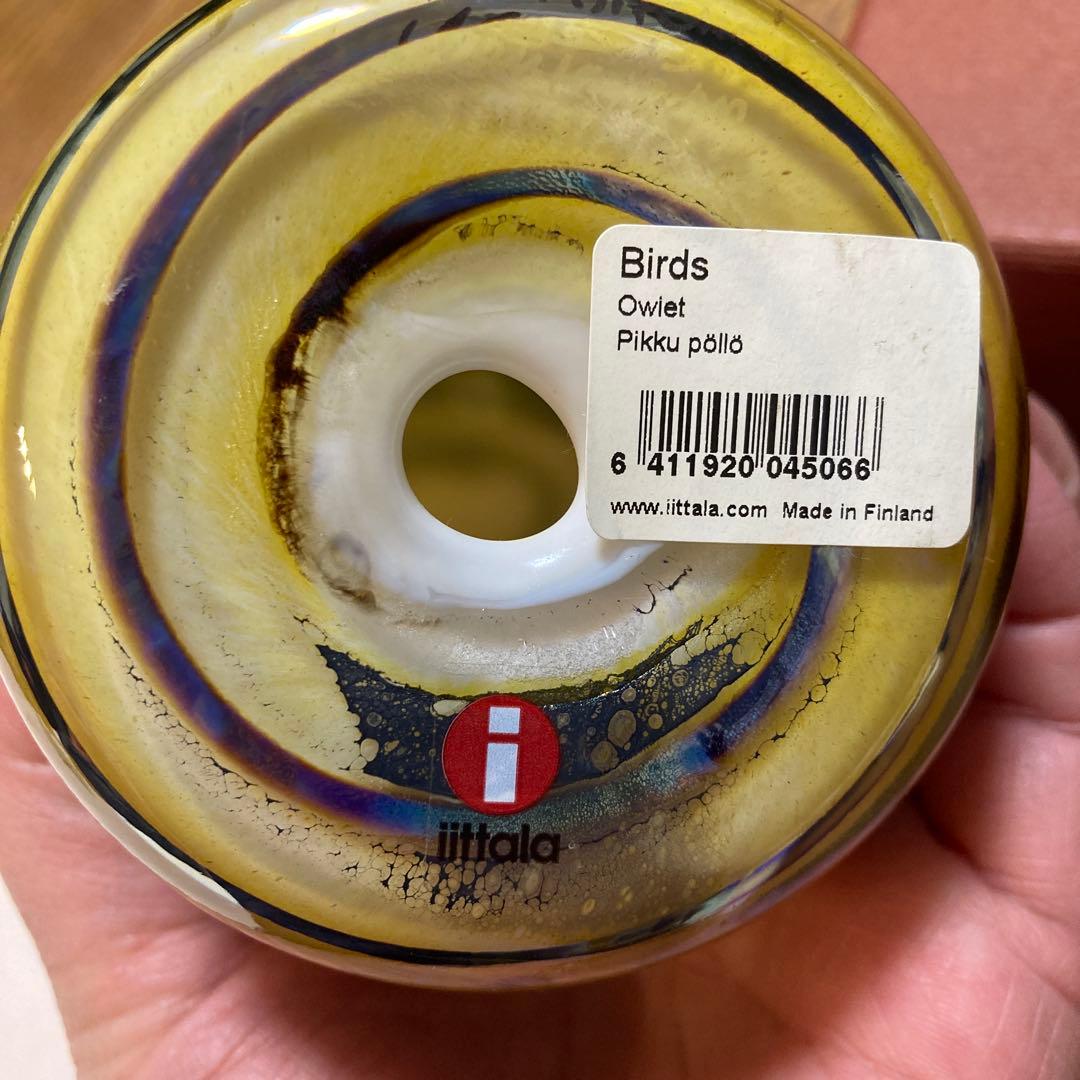 Birds
Owlet
Pikku pöllö
6 411920 045066
www.iittala.com Made in Finland
i
iittala